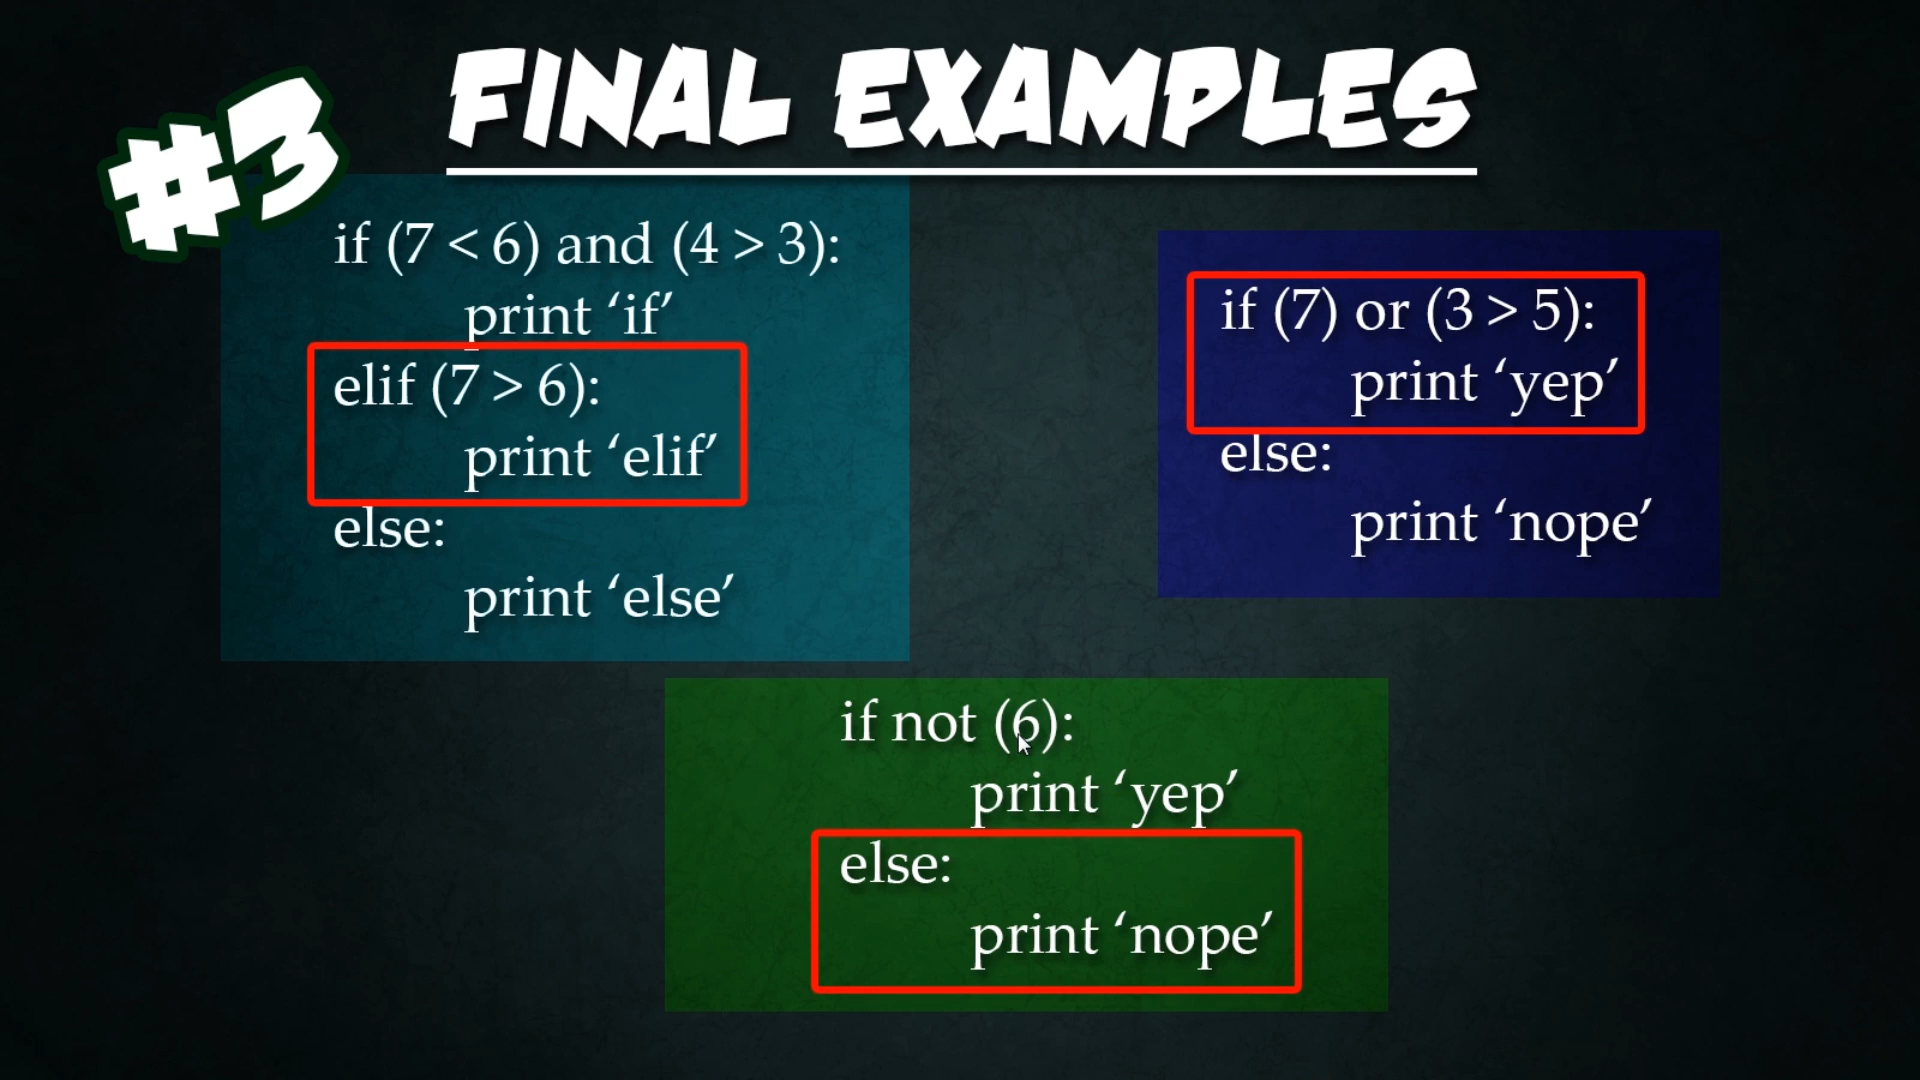 #3
FINAL EXAMPLES
if (7 < 6) and (4 > 3):
print ‘if’
elif (7 > 6):
print ‘elif’
else:
print ‘else’
if (7) or (3 > 5):
print ‘yep’
else:
print ‘nope’
if not (6):
print ‘yep’
else:
print ‘nope’